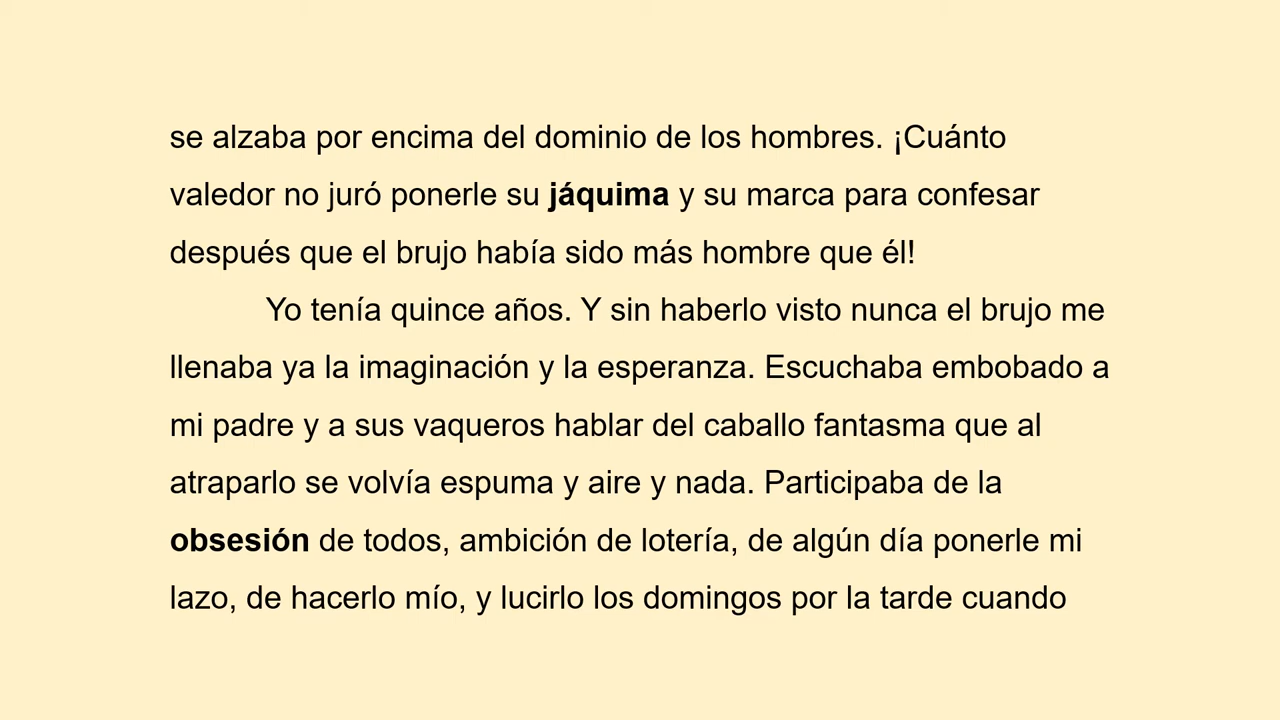 se alzaba por encima del dominio de los hombres. ¡Cuánto
valedor no juró ponerle su jáquima y su marca para confesar
después que el brujo había sido más hombre que él!
Yo tenía quince años. Y sin haberlo visto nunca el brujo me
llenaba ya la imaginación y la esperanza. Escuchaba embobado a
mi padre y a sus vaqueros hablar del caballo fantasma que al
atraparlo se volvía espuma y aire y nada. Participaba de la
obsesión de todos, ambición de lotería, de algún día ponerle mi
lazo, de hacerlo mío, y lucirlo los domingos por la tarde cuando